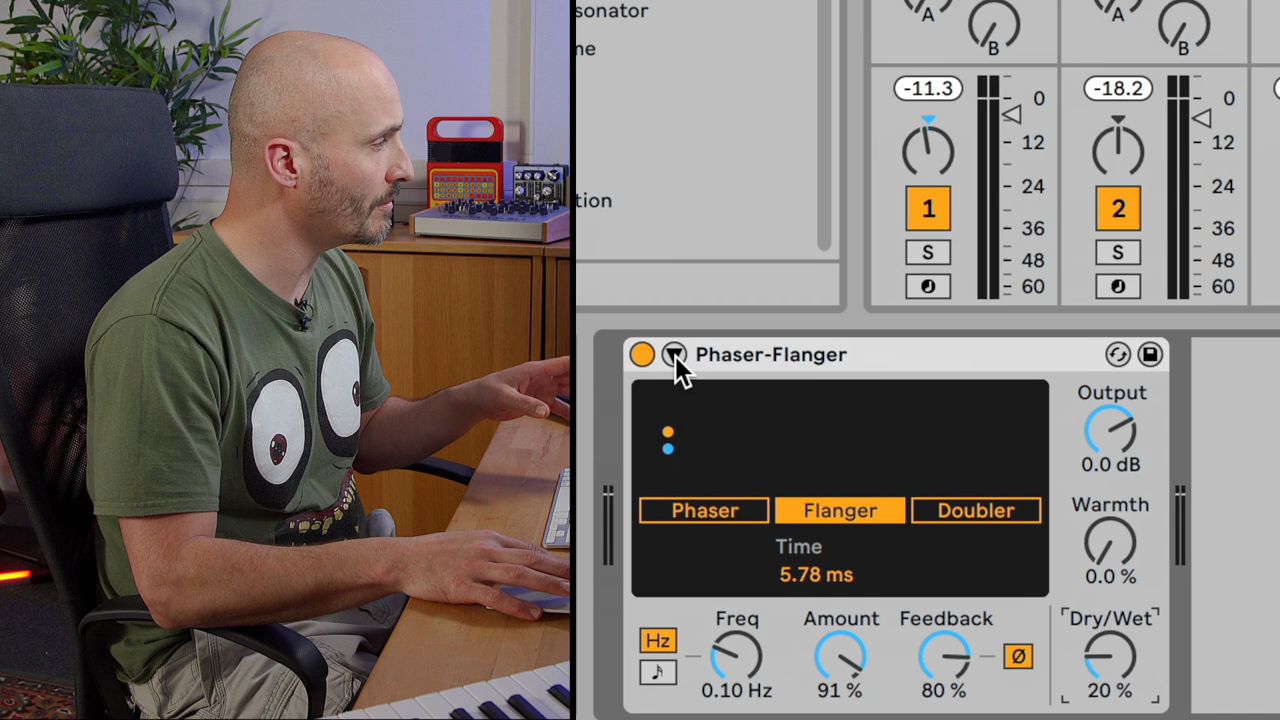 sonator
me
tion
A
B
A
B
-11.3
-18.2
0
12
24
36
48
60
0
12
24
36
48
60
1
2
S
S
Phaser-Flanger
Output
0.0 dB
Phaser
Flanger
Doubler
Time
5.78 ms
Warmth
0.0 %
Freq
Amount
Feedback
Dry/Wet
Hz
Ø
0.10 Hz
91 %
80 %
20 %